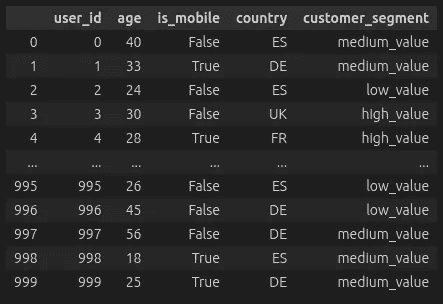 user_id age is_mobile country customer_segment
0 0 40 False ES medium_value
1 1 33 True DE medium_value
2 2 24 False ES low_value
3 3 30 False UK high_value
4 4 28 True FR high_value
... ... ... ... ... ...
995 995 26 False ES low_value
996 996 45 False DE low_value
997 997 56 False DE medium_value
998 998 18 True ES medium_value
999 999 25 True DE medium_value